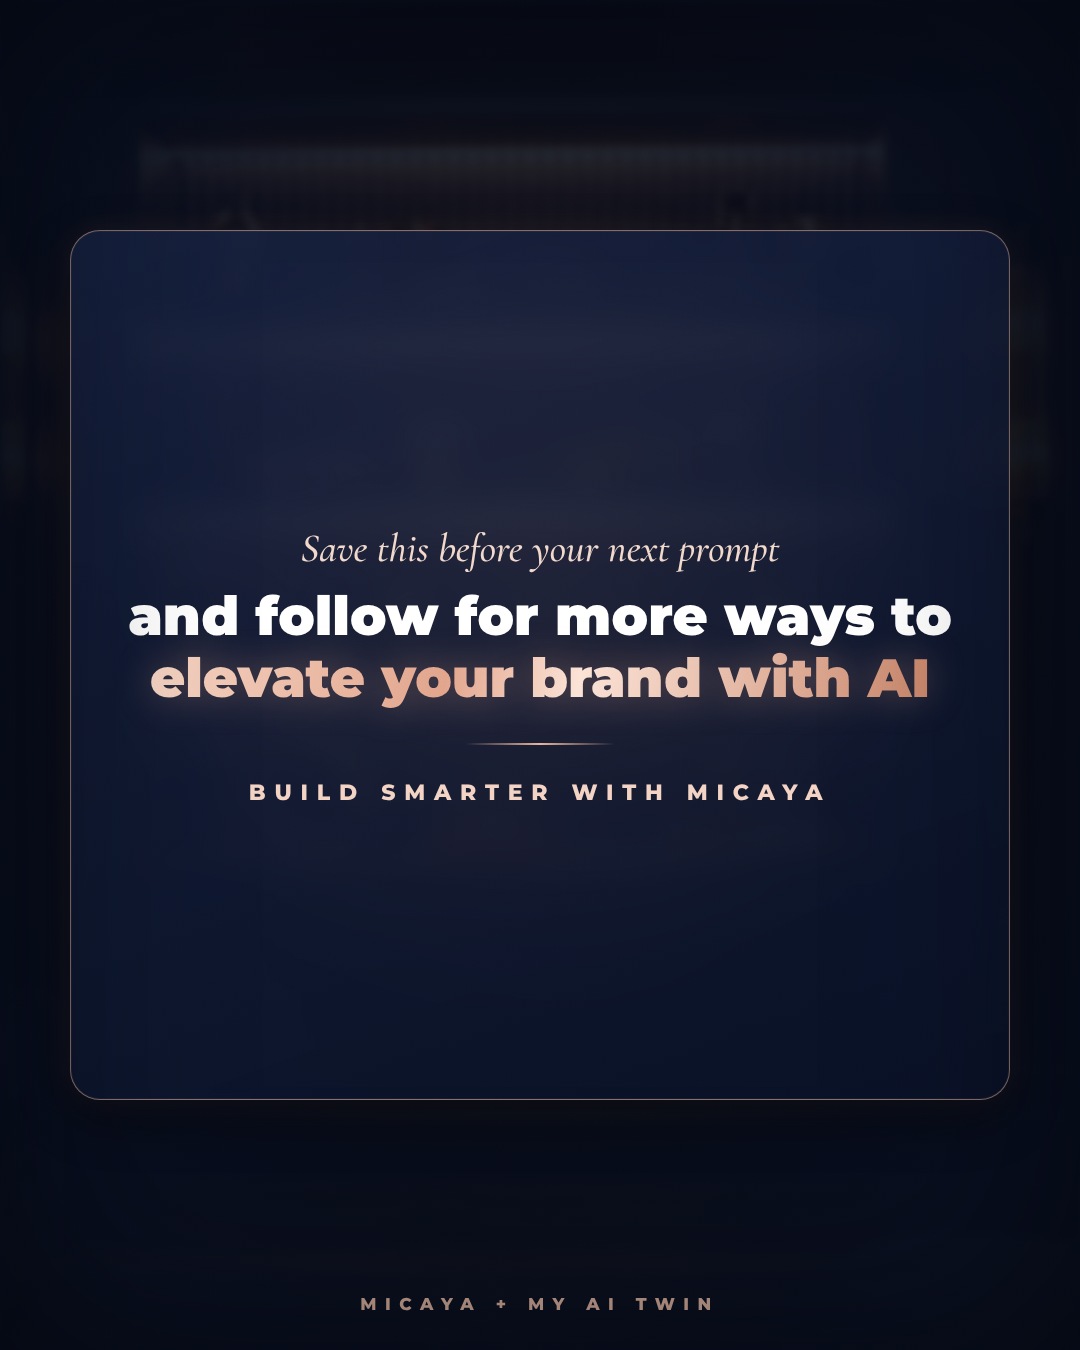 Save this before your next prompt
and follow for more ways to
elevate your brand with AI
BUILD SMARTER WITH MICAYA
MICAYA + MY AI TWIN